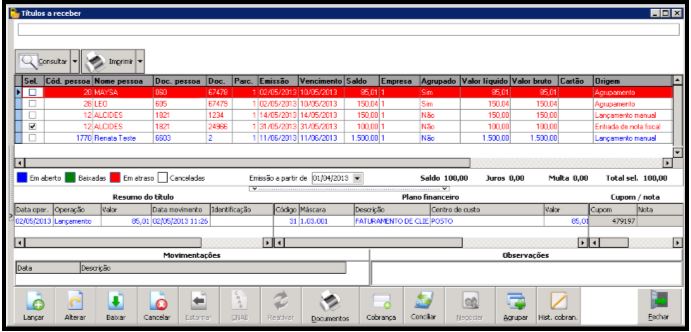 Títulos a receber
Consultar Imprimir
Sel. Cód. pessoa Nome pessoa Doc. pessoa Doc. Parc. Emissão Vencimento Saldo Empresa Agrupado Valor líquido Valor bruto Cartão Origem
20 MAYSA 860 67478 1 02/05/2013 10/05/2013 85,01 1 Sim 85,01 85,01 Agrupamento
28 LEO 695 67479 1 02/05/2013 10/05/2013 150,04 1 Sim 150,04 150,04 Agrupamento
12 ALCIDES 1821 1234 1 14/05/2013 14/05/2013 150,00 1 Não 150,00 150,00 Lançamento manual
12 ALCIDES 1821 24966 1 31/05/2013 31/05/2013 100,00 1 Não 100,00 100,00 Entrada de nota fiscal
1770 Renata Teste 6603 2 1 11/06/2013 11/06/2013 1.500,00 1 Não 1.500,00 1.500,00 Lançamento manual
Em aberto Baixadas Em atraso Canceladas Emissão a partir de 01/04/2013 Saldo 100,00 Juros 0,00 Multa 0,00 Total sel. 100,00
Resumo do título Plano financeiro Cupom / nota
Data oper. Operação Valor Data movimento Identificação Código Máscara Descrição Centro de custo Valor Cupom Nota
02/05/2013 Lançamento 85,01 02/05/2013 11:26 31 1.03.001 FATURAMENTO DE CLIE POSTO 85,01 479197
Movimentações Observações
Data Descrição
Lançar Alterar Baixar Cancelar Estornar CNAB Reativar Documentos Cobrança Conciliar Negociar Agrupar Hist. cobran. Fechar